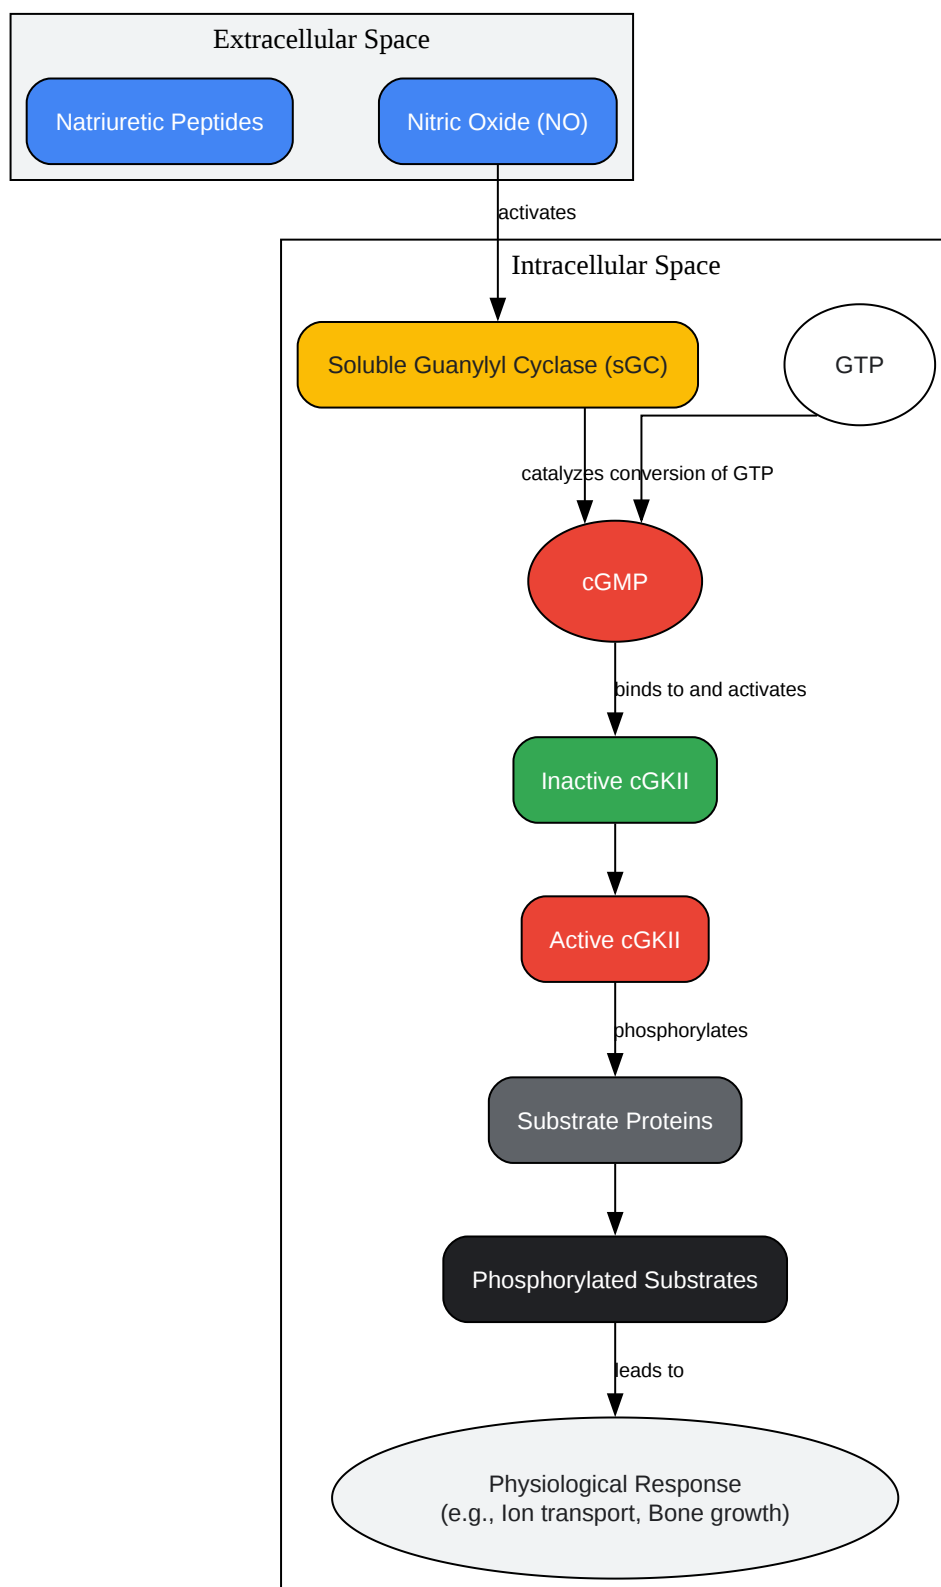 Extracellular Space
Natriuretic Peptides
Nitric Oxide (NO)
activates
Intracellular Space
Soluble Guanylyl Cyclase (sGC)
GTP
catalyzes conversion of GTP
cGMP
binds to and activates
Inactive cGKII
Active cGKII
phosphorylates
Substrate Proteins
Phosphorylated Substrates
leads to
Physiological Response
(e.g., Ion transport, Bone growth)